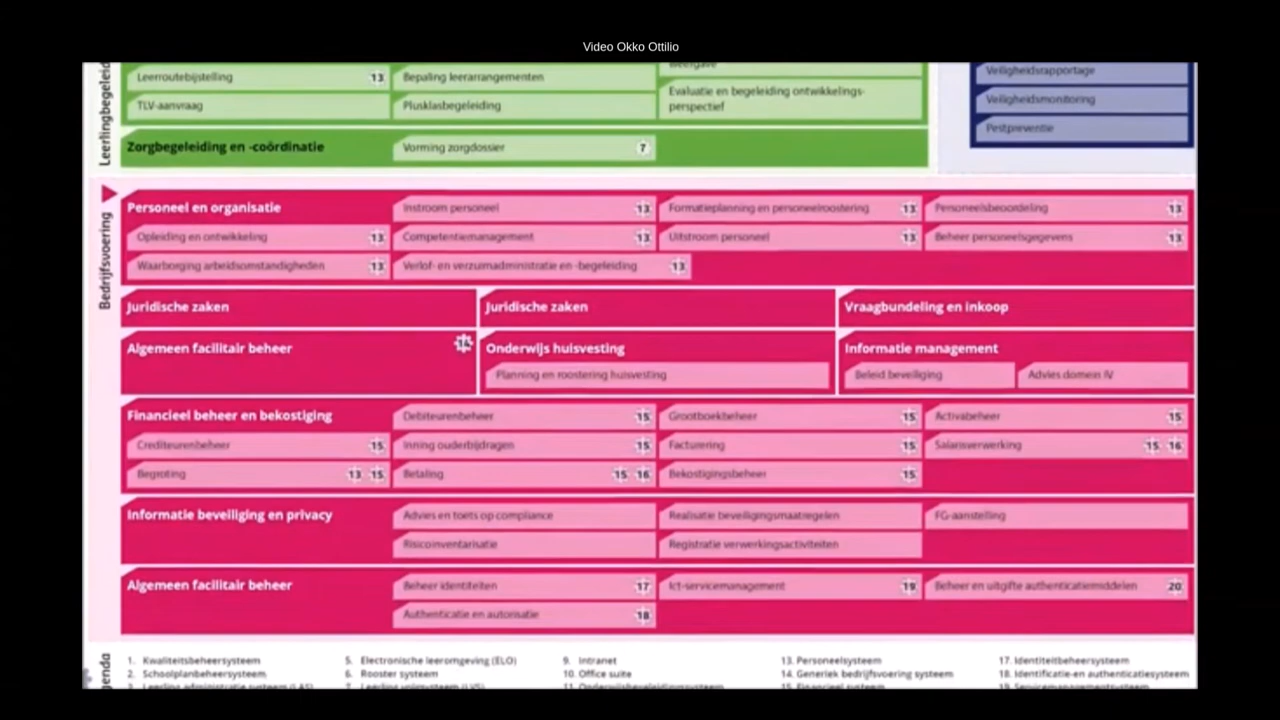 Video Okko Ottilio
Leerlingbegeleid
Leerroutebijstelling 13
Bepaling leerarrangementen
TLV-aanvraag
Plusklasbegeleiding
Evaluatie en begeleiding ontwikkelings-
perspectief
Veiligheidsrapportage
Veiligheidsmonitoring
Pestpreventie
Zorgbegeleiding en -coördinatie
Vorming zorgdossier 7
Bedrijfsvoering
Personeel en organisatie
Instroom personeel 13
Formatieplanning en personeelroostering 13
Personeelsbeoordeling 13
Opleiding en ontwikkeling 13
Competentiemanagement 13
Uitstroom personeel 13
Beheer personeelsgegevens 13
Waarborging arbeidsomstandigheden 13
Verlof- en verzuimadministratie en -begeleiding 13
Juridische zaken
Juridische zaken
Vraagbundeling en inkoop
Algemeen facilitair beheer 14
Onderwijs huisvesting
Planning en roostering huisvesting
Informatie management
Beleid beveiliging
Advies domein IV
Financieel beheer en bekostiging
Debiteurenbeheer 15
Grootboekbeheer 15
Activabeheer 15
Crediteurenbeheer 15
Inning ouderbijdragen 15
Facturering 15
Salarisverwerking 15 16
Begroting 13 15
Betaling 15 16
Bekostigingsbeheer 15
Informatie beveiliging en privacy
Advies en toets op compliance
Realisatie beveiligingsmaatregelen
FG-aanstelling
Risicoinventarisatie
Registratie verwerkingsactiviteiten
Algemeen facilitair beheer
Beheer identiteiten 17
Ict-servicemanagement 19
Beheer en uitgifte authenticatiemiddelen 20
Authenticatie en autorisatie 18
genda
1. Kwaliteitsbeheersysteem
2. Schoolplanbeheersysteem
5. Electronische leeromgeving (ELO)
6. Rooster systeem
9. Intranet
10. Office suite
13. Personeelsysteem
14. Generiek bedrijfsvoering systeem
17. Identiteitbeheersysteem
18. Identificatie-en authenticatiesysteem